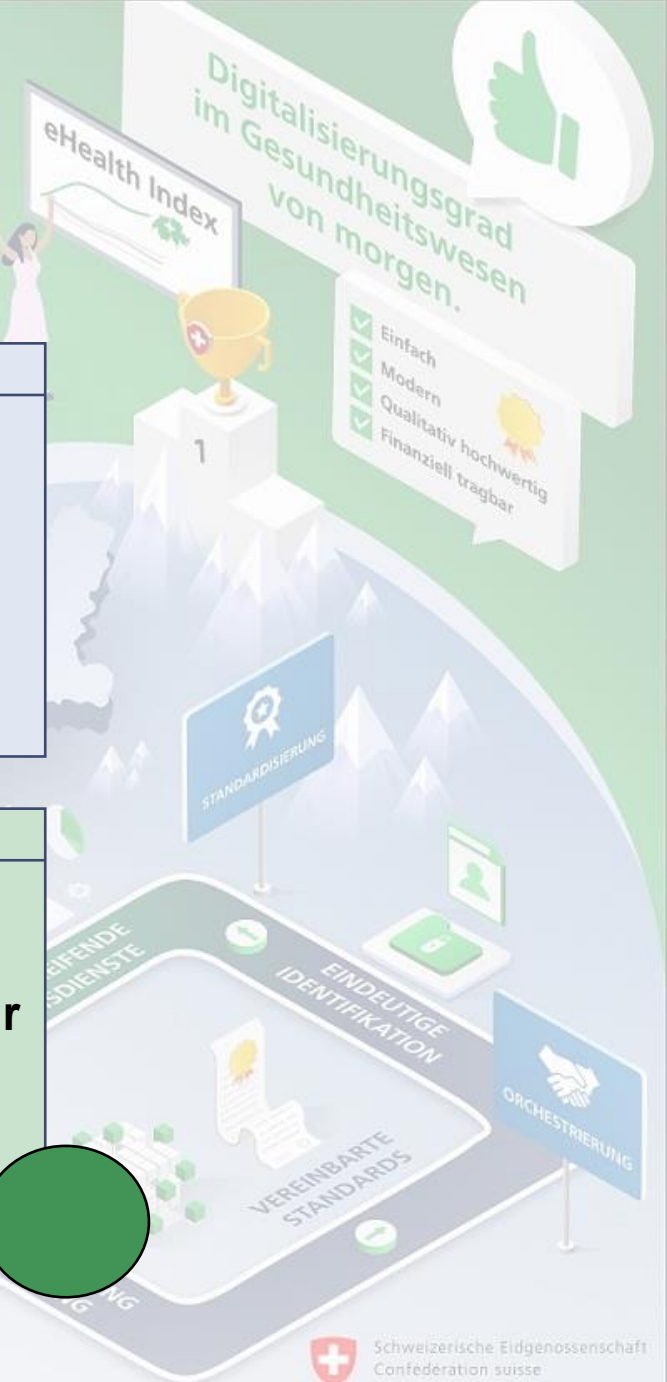 eHealth Index
Digitalisierungsgrad
im Gesundheitswesen
von morgen.
Einfach
Modern
Qualitativ hochwertig
Finanziell tragbar
1
STANDARDISIERUNG
EINDEUTIGE
IDENTIFIKATION
r
ORCHESTRIERUNG
VEREINBARTE
STANDARDS
Schweizerische Eidgenossenschaft
Confédération suisse